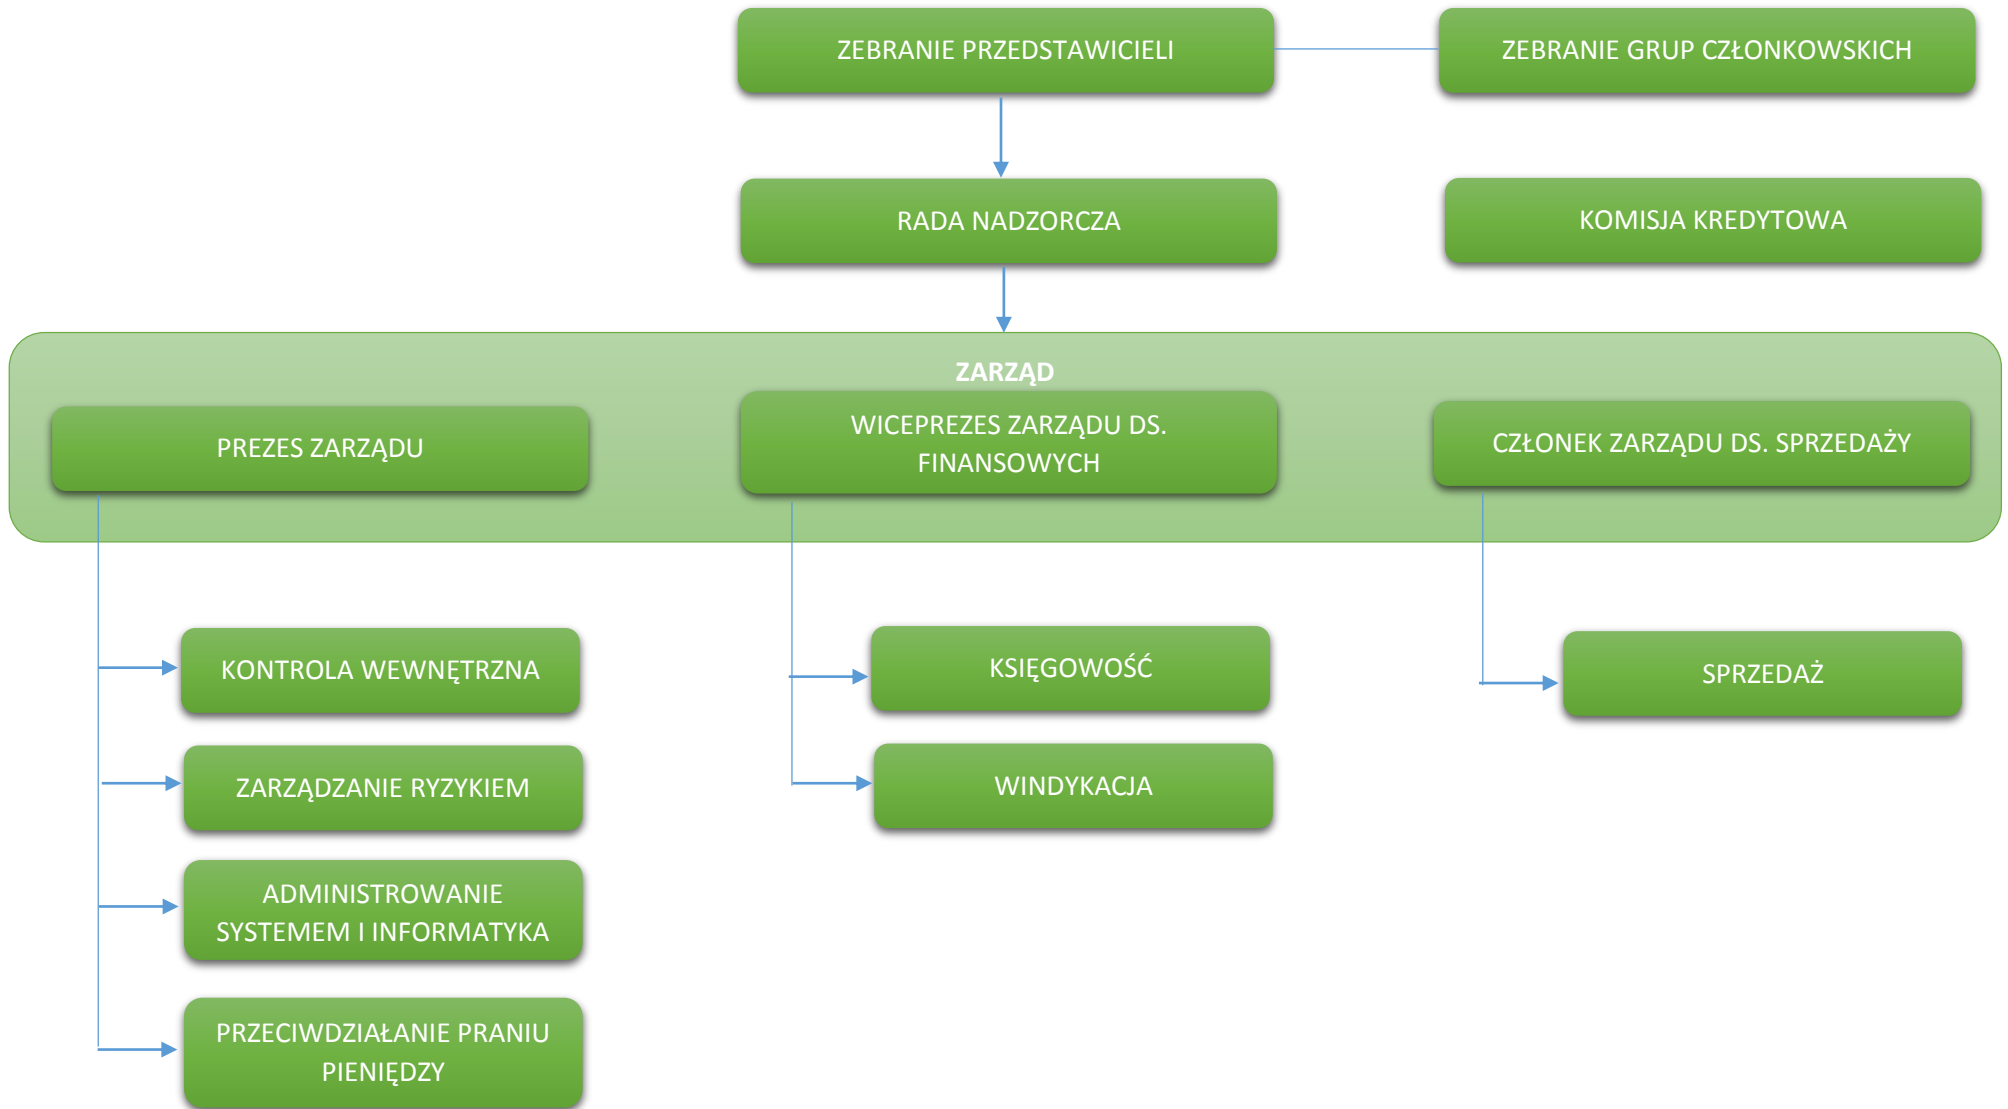 ZEBRANIE PRZEDSTAWICIELI
ZEBRANIE GRUP CZŁONKOWSKICH
RADA NADZORCZA
KOMISJA KREDYTOWA
ZARZĄD
PREZES ZARZĄDU
WICEPREZES ZARZĄDU DS.
FINANSOWYCH
CZŁONEK ZARZĄDU DS. SPRZEDAŻY
KONTROLA WEWNĘTRZNA
KSIĘGOWOŚĆ
SPRZEDAŻ
ZARZĄDZANIE RYZYKIEM
WINDYKACJA
ADMINISTROWANIE
SYSTEMEM I INFORMATYKA
PRZECIWDZIAŁANIE PRANIU
PIENIĘDZY